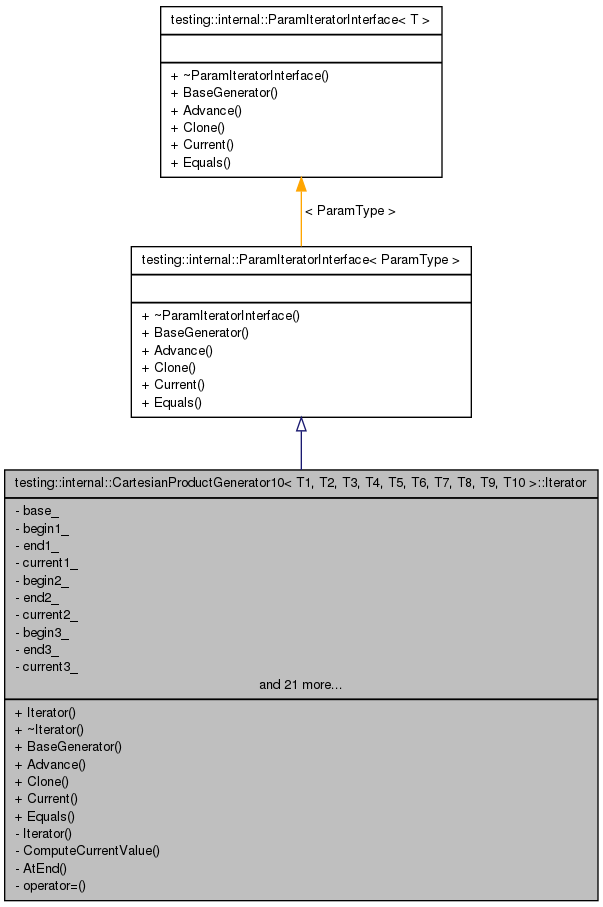 testing::internal::ParamIteratorInterface< T >
+ ~ParamIteratorInterface()
+ BaseGenerator()
+ Advance()
+ Clone()
+ Current()
+ Equals()
< ParamType >
testing::internal::ParamIteratorInterface< ParamType >
+ ~ParamIteratorInterface()
+ BaseGenerator()
+ Advance()
+ Clone()
+ Current()
+ Equals()
testing::internal::CartesianProductGenerator10< T1, T2, T3, T4, T5, T6, T7, T8, T9, T10 >::Iterator
- base_
- begin1_
- end1_
- current1_
- begin2_
- end2_
- current2_
- begin3_
- end3_
- current3_
and 21 more...
+ Iterator()
+ ~Iterator()
+ BaseGenerator()
+ Advance()
+ Clone()
+ Current()
+ Equals()
- Iterator()
- ComputeCurrentValue()
- AtEnd()
- operator=()